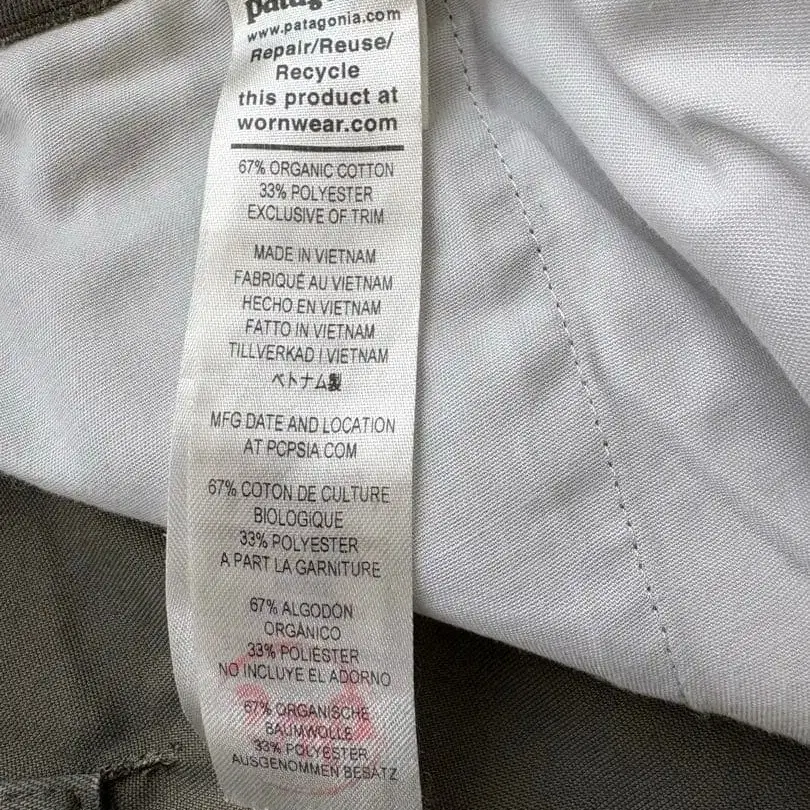 patagonia
www.patagonia.com
Repair/Reuse/
Recycle
this product at
wornwear.com
67% ORGANIC COTTON
33% POLYESTER
EXCLUSIVE OF TRIM
MADE IN VIETNAM
FABRIQUÉ AU VIETNAM
HECHO EN VIETNAM
FATTO IN VIETNAM
TILLVERKAD I VIETNAM
ベトナム製
MFG DATE AND LOCATION
AT PCPSIA.COM
67% COTON DE CULTURE
BIOLOGIQUE
33% POLYESTER
A PART LA GARNITURE
67% ALGODÓN
ORGÁNICO
33% POLIÉSTER
NO INCLUYE EL ADORNO
67% ORGANISCHE
BAUMWOLLE
33% POLYESTER
AUSGENOMMEN BESATZ